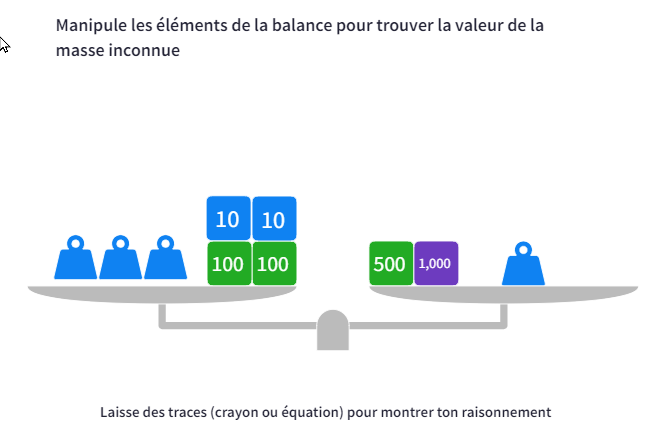 Manipule les éléments de la balance pour trouver la valeur de la
masse inconnue
10 10
100 100 500 1,000
Laisse des traces (crayon ou équation) pour montrer ton raisonnement